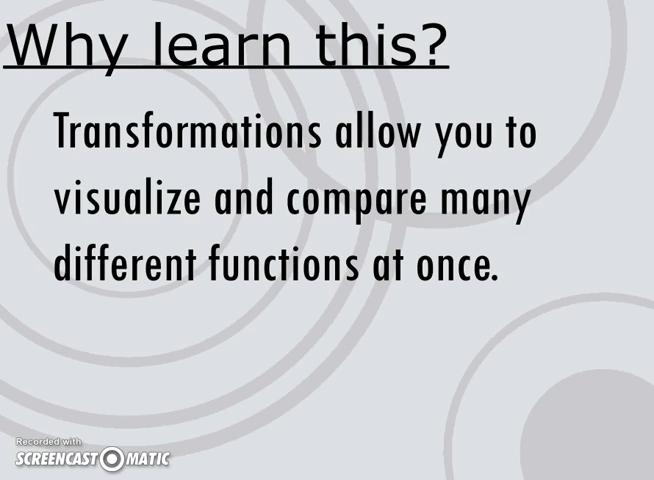 Why learn this?
Transformations allow you to
visualize and compare many
different functions at once.
Recorded with
SCREENCAST MATIC